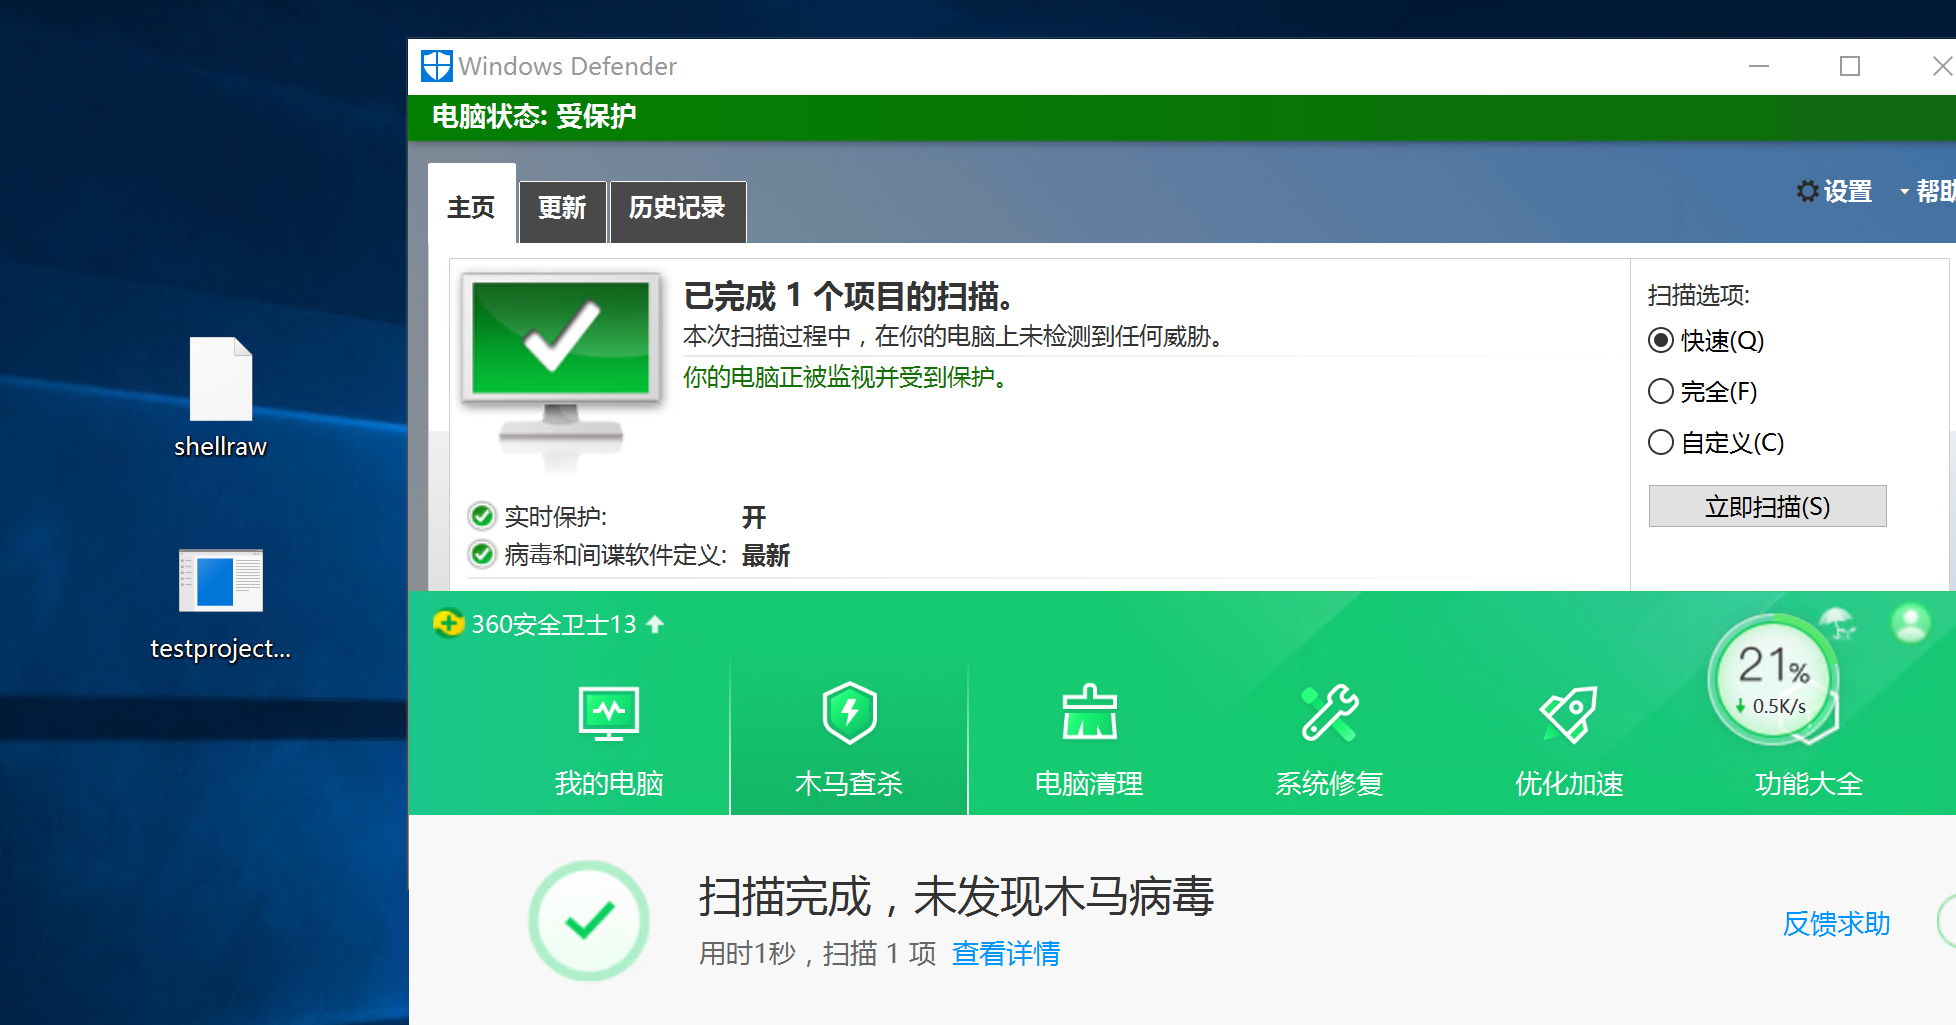 Windows Defender
电脑状态: 受保护
主页
更新
历史记录
设置
帮助
已完成 1 个项目的扫描。
本次扫描过程中，在你的电脑上未检测到任何威胁。
你的电脑正被监视并受到保护。
扫描选项:
快速(Q)
完全(F)
自定义(C)
立即扫描(S)
实时保护: 开
病毒和间谍软件定义: 最新
shellraw
testproject...
360安全卫士13
21%
0.5K/s
我的电脑
木马查杀
电脑清理
系统修复
优化加速
功能大全
扫描完成，未发现木马病毒
用时1秒，扫描 1 项 查看详情
反馈求助